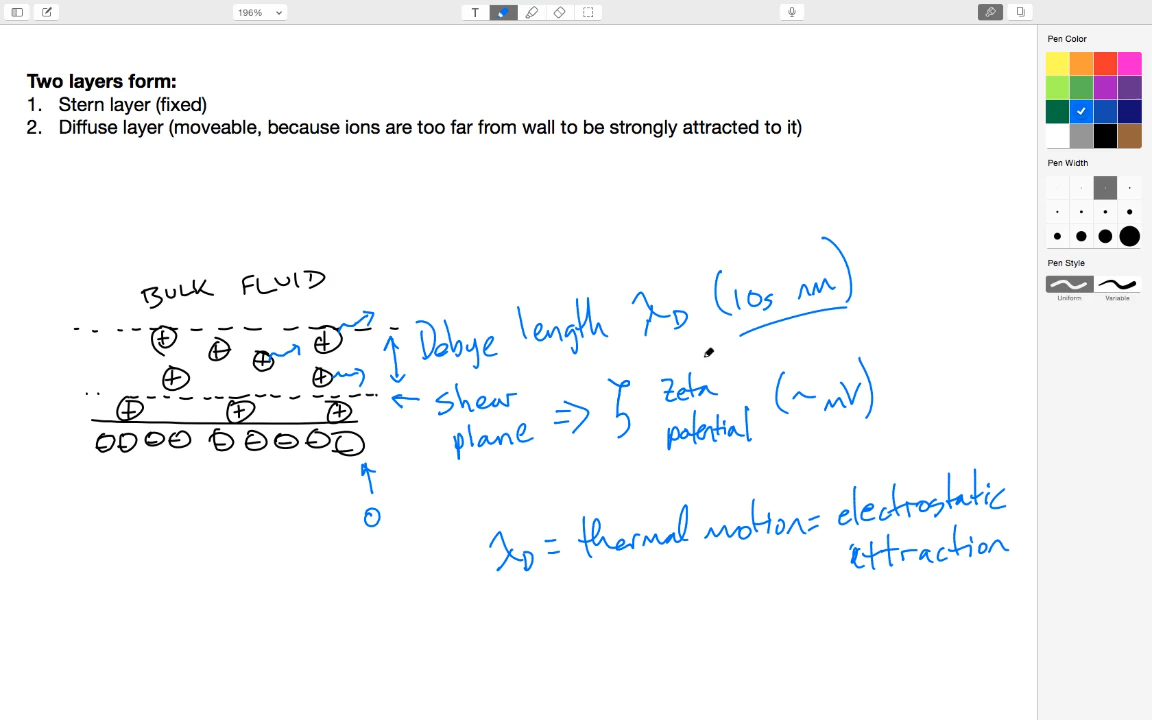 196%
T
Pen Color
Two layers form:
1. Stern layer (fixed)
2. Diffuse layer (moveable, because ions are too far from wall to be strongly attracted to it)
Pen Width
Pen Style
Uniform Variable
BULK FLUID
Debye length λD (10s nm)
shear plane => ζ zeta potential (~mV)
λD = thermal motion = electrostatic attraction